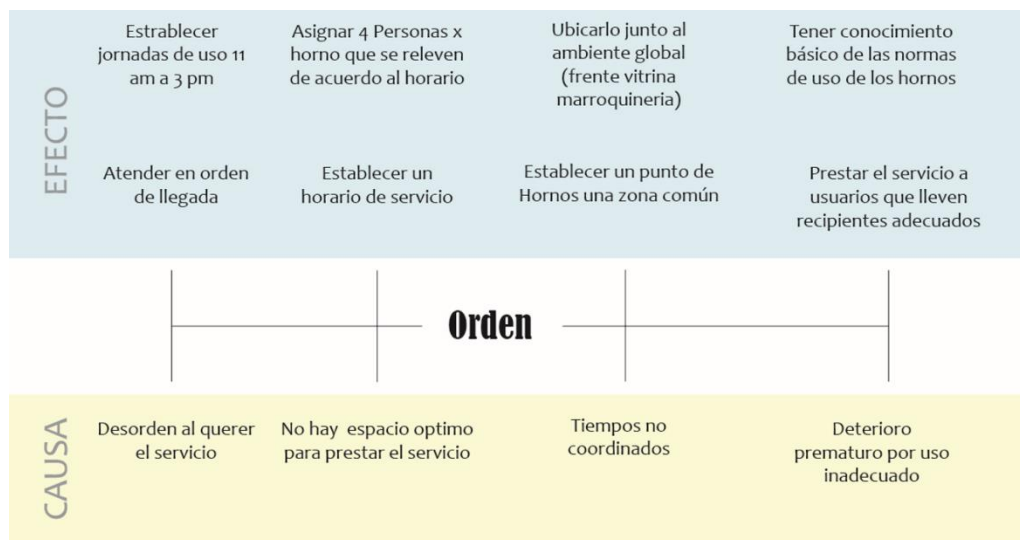 EFECTO
Estrablecer
jornadas de uso 11
am a 3 pm
Asignar 4 Personas x
horno que se releven
de acuerdo al horario
Ubicarlo junto al
ambiente global
(frente vitrina
marroquineria)
Tener conocimiento
básico de las normas
de uso de los hornos
Atender en orden
de llegada
Establecer un
horario de servicio
Establecer un punto de
Hornos una zona común
Prestar el servicio a
usuarios que lleven
recipientes adecuados
Orden
CAUSA
Desorden al querer
el servicio
No hay espacio optimo
para prestar el servicio
Tiempos no
coordinados
Deterioro
prematuro por uso
inadecuado